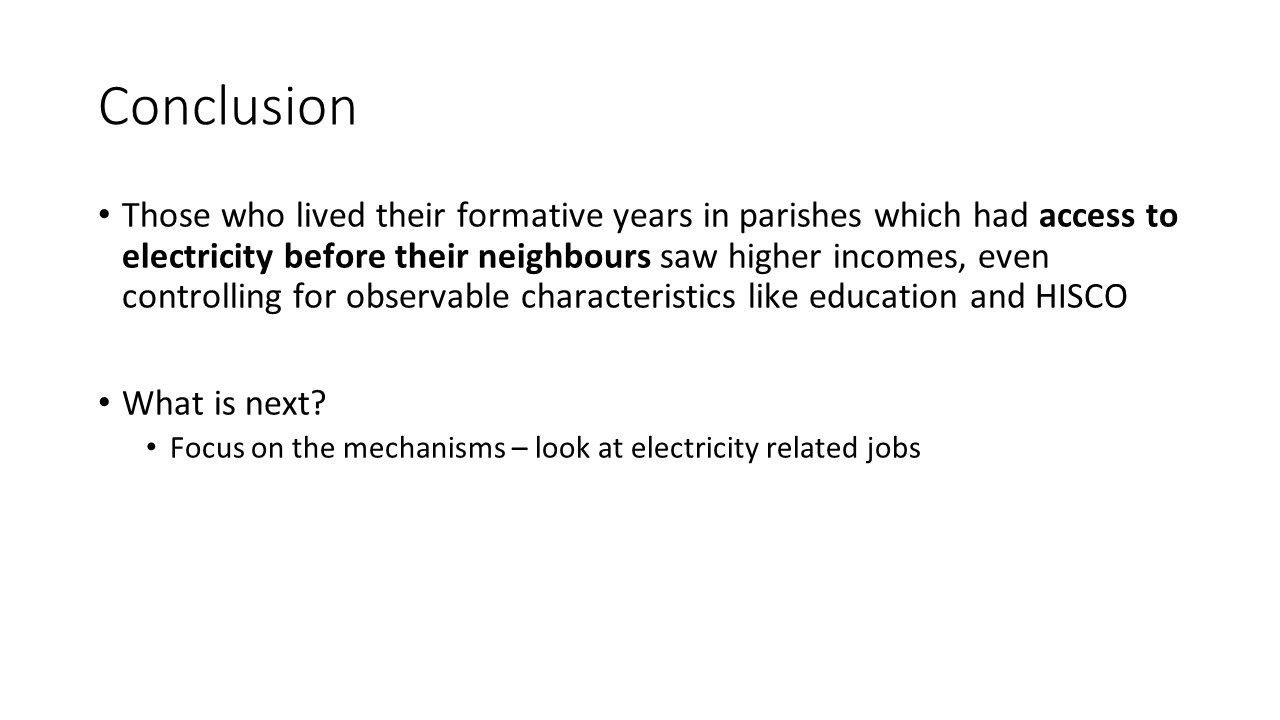 Conclusion
• Those who lived their formative years in parishes which had access to
electricity before their neighbours saw higher incomes, even
controlling for observable characteristics like education and HISCO
• What is next?
• Focus on the mechanisms – look at electricity related jobs